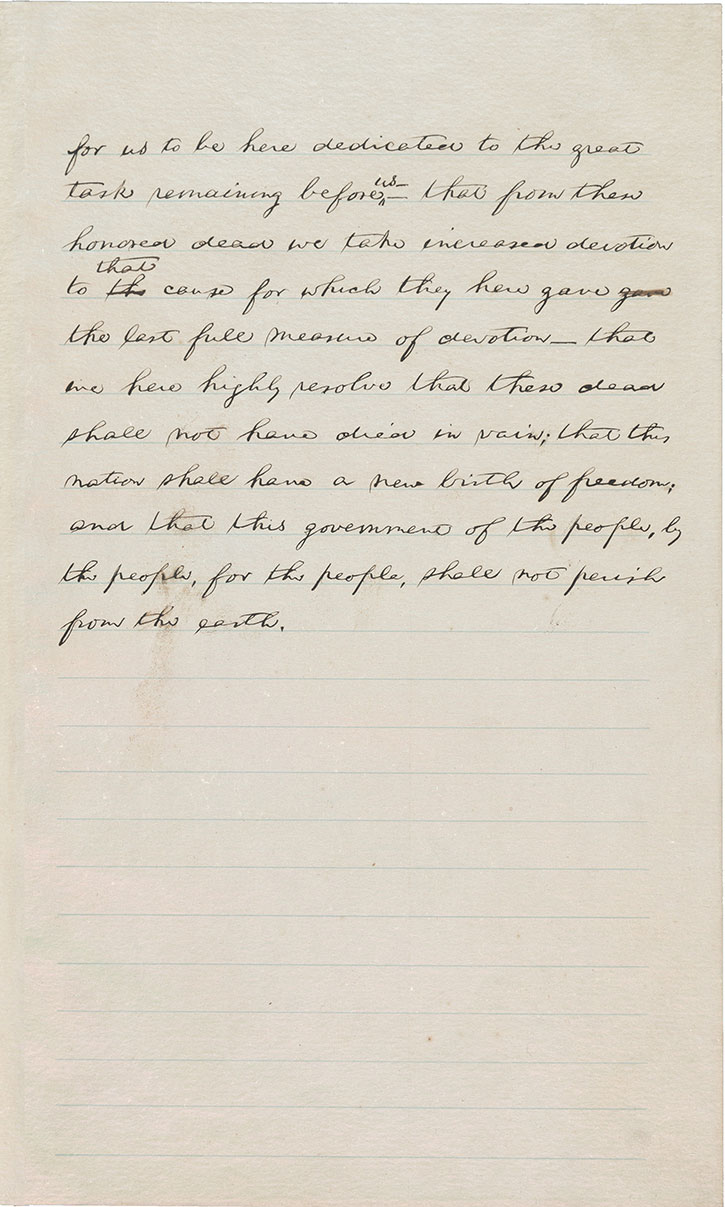 for us to be here dedicated to the great
task remaining before us — that from these
honored dead we take increased devotion
to the that cause for which they here gave gave
the last full measure of devotion — that
we here highly resolve that these dead
shall not have died in vain; that this
nation shall have a new birth of freedom;
and that this government of the people, by
the people, for the people, shall not perish
from the earth.